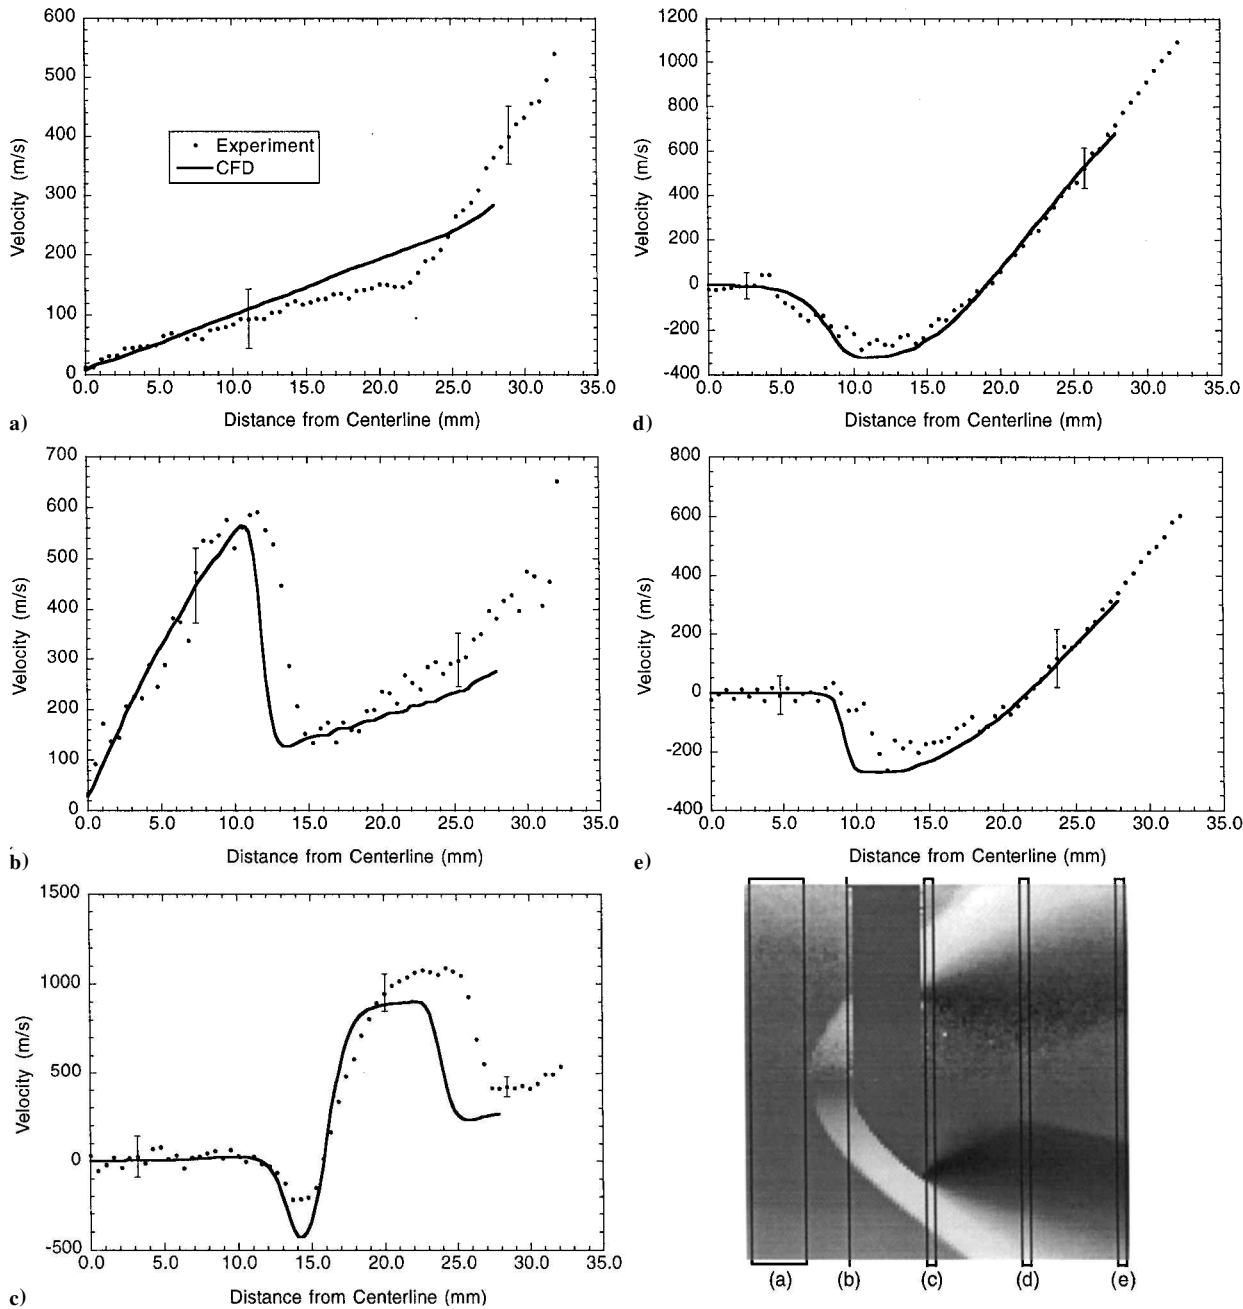 600
500
400
300
200
100
0
Velocity (m/s)
Experiment
CFD
0.0 5.0 10.0 15.0 20.0 25.0 30.0 35.0
Distance from Centerline (mm)
a)
700
600
500
400
300
200
100
0
Velocity (m/s)
0.0 5.0 10.0 15.0 20.0 25.0 30.0 35.0
Distance from Centerline (mm)
b)
1500
1000
500
0
-500
Velocity (m/s)
0.0 5.0 10.0 15.0 20.0 25.0 30.0 35.0
Distance from Centerline (mm)
c)
1200
1000
800
600
400
200
0
-200
-400
Velocity (m/s)
0.0 5.0 10.0 15.0 20.0 25.0 30.0 35.0
Distance from Centerline (mm)
d)
800
600
400
200
0
-200
-400
Velocity (m/s)
0.0 5.0 10.0 15.0 20.0 25.0 30.0 35.0
Distance from Centerline (mm)
e)
(a) (b) (c) (d) (e)